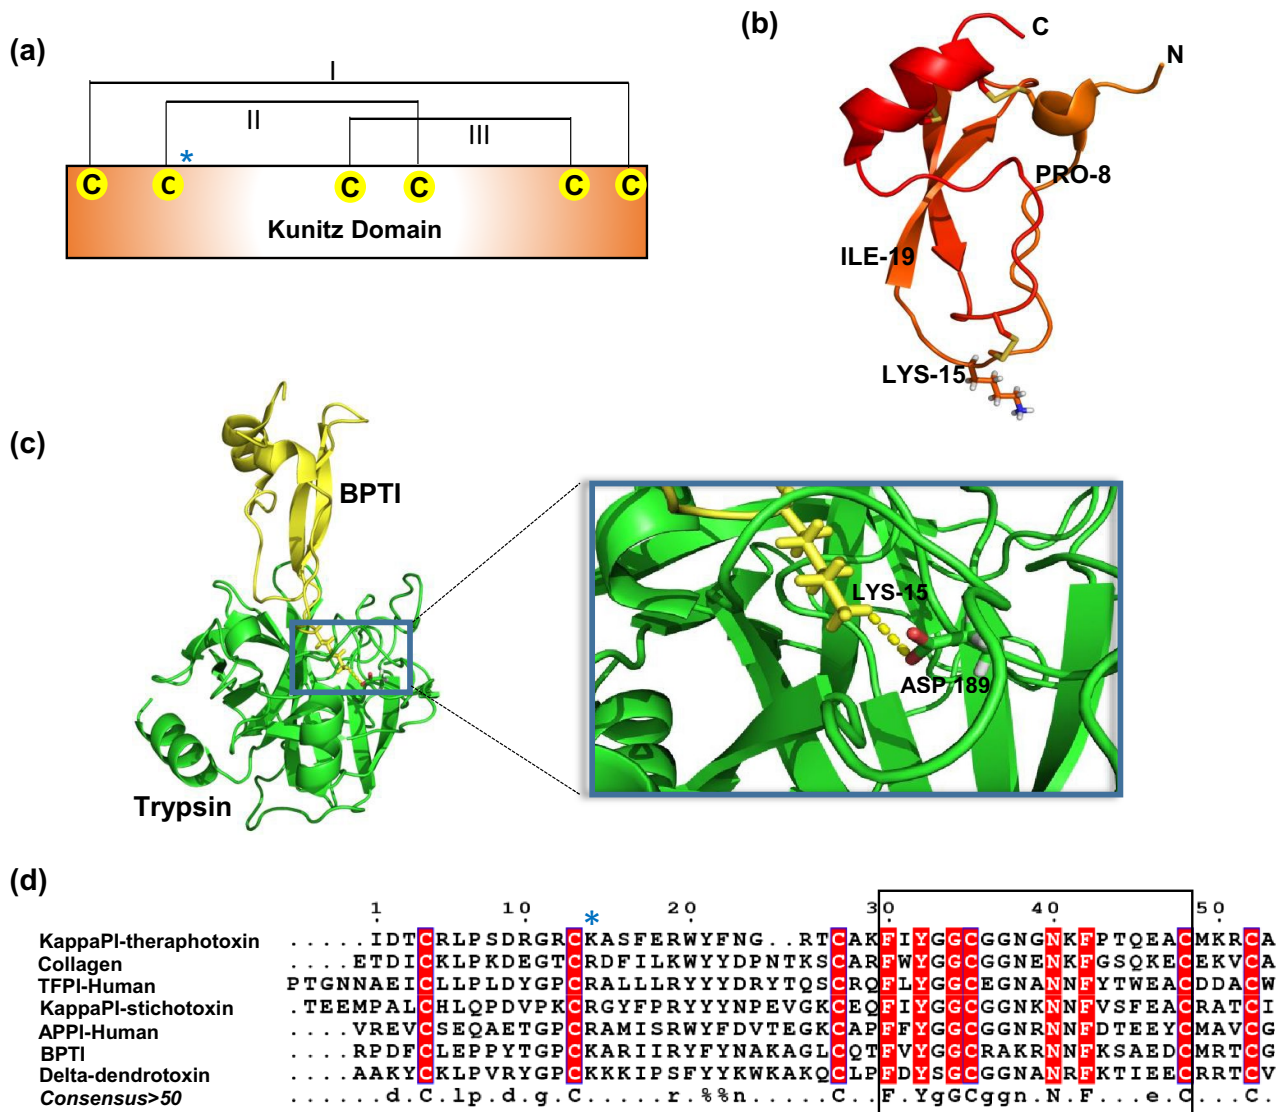 (a)
I
II
III
*
C C C C C C
Kunitz Domain
(b)
C
N
PRO-8
ILE-19
LYS-15
(c)
BPTI
Trypsin
LYS-15
ASP 189
(d)
1 10 * 20 30 40 50
KappaPI-theraphotoxin .....IDTCRLPSDRGRCKASFERWYFNG..RTCAKFIYGGCGGNGNKFPTQEACMKRCA
Collagen ....ETDICKLPKDEGTCRDFILKWYYDPNTKSCARFWYGGCGGNENKFGSQKECEKVCA
TFPI-Human PTGNNAEICLLPLDYGPCRALLLRYYYDRYTQSCRQFLYGGCEGNANNFYTWEACDDACW
KappaPI-stichotoxin .TEEMPALCHLQPDVPKCRGYFPRYYYNPEVGKCEQFIYGGCGGNKNNFVSFEACRATCI
APPI-Human ....VREVCSEQAETGPCRAMISRWYFDVTEGKCAPFFYGGCGGNRNNFDTEEYCMAVCG
BPTI ....RPDFCLEPPYTGPCKARIIRYFYNAKAGLCQTFVYGGCRAKRNNFKSAEDCMRTCG
Delta-dendrotoxin ....AAKYCKLPVRYGPCKKKIPSFYYKWKAKQCLPFDYSGCGGNANRFKTIEECRRTCV
Consensus>50 ......d.C.lp.d.g.C.....r.%%n.....C..F.YgGCggn.N.F....e.C...C.